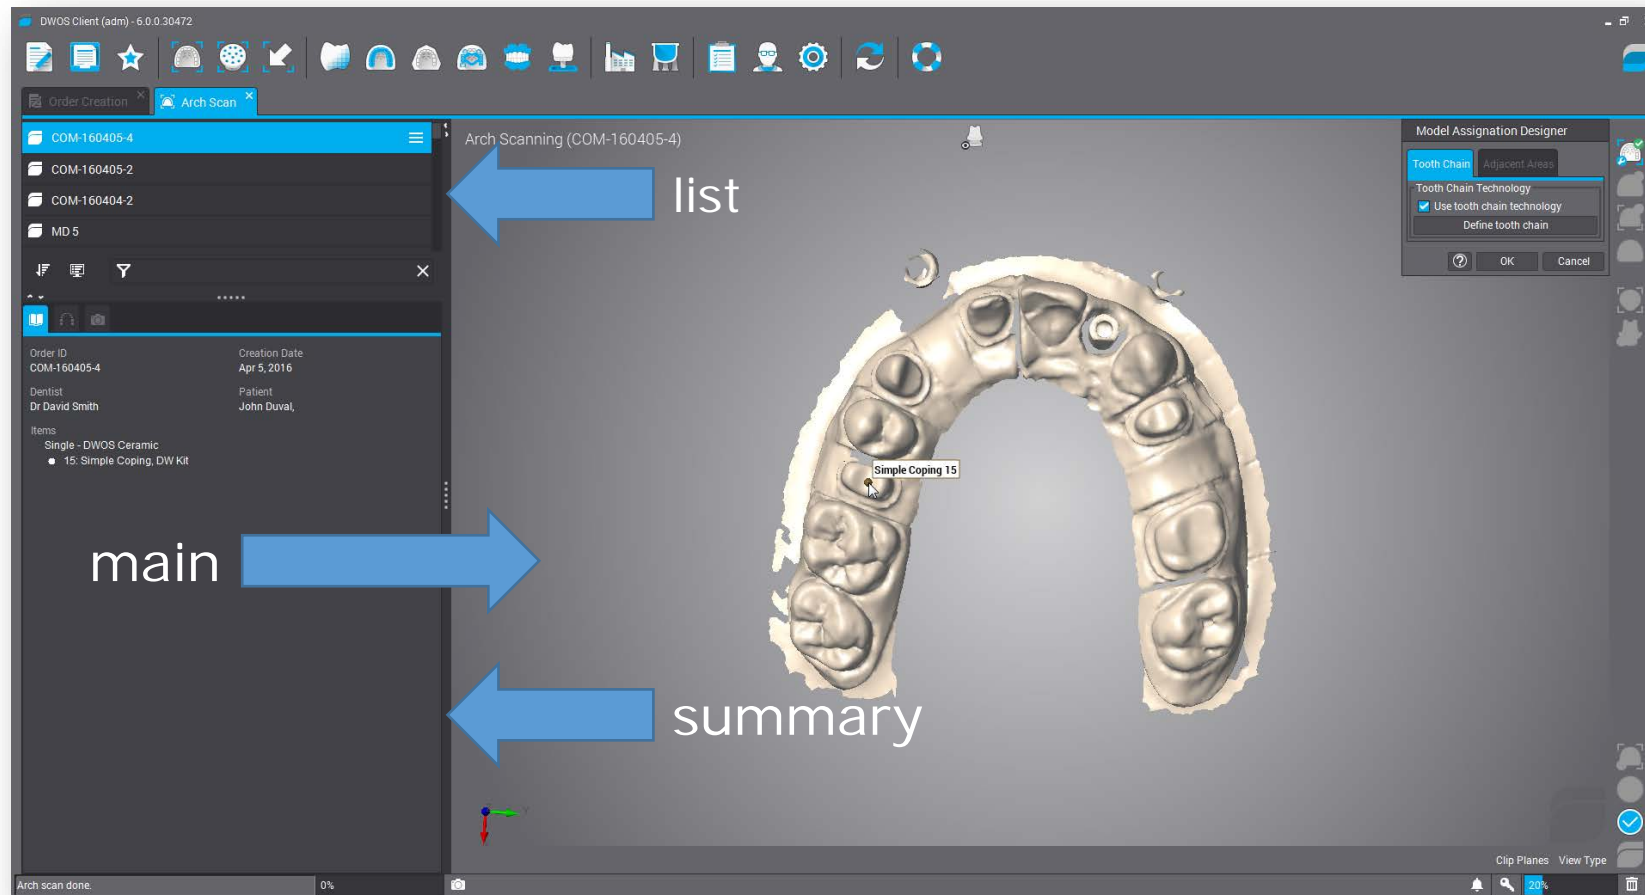 DWOS Client (adm) - 6.0.0.30472
Order Creation
Arch Scan
COM-160405-4
COM-160405-2
COM-160404-2
MD 5
Order ID
COM-160405-4
Creation Date
Apr 5, 2016
Dentist
Dr David Smith
Patient
John Duval,
Items
Single - DWOS Ceramic
15: Simple Coping, DW Kit
Arch Scanning (COM-160405-4)
list
main
summary
Simple Coping 15
Model Assignation Designer
Tooth Chain
Adjacent Areas
Tooth Chain Technology
Use tooth chain technology
Define tooth chain
OK
Cancel
Y
Clip Planes
View Type
Arch scan done.
0%
20%